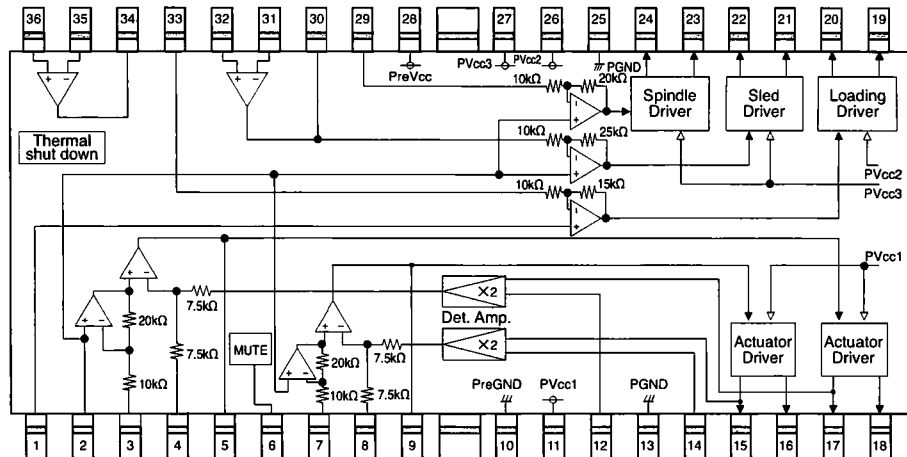 36 35 34 33 32 31 30 29 28 27 26 25 24 23 22 21 20 19
PreVcc
PVcc3 PVcc2
PGND
10kΩ 20kΩ
Spindle Driver
Sled Driver
Loading Driver
Thermal shut down
10kΩ 25kΩ
10kΩ 15kΩ
PVcc2
PVcc3
PVcc1
7.5kΩ
×2
Det. Amp.
20kΩ
7.5kΩ
MUTE
20kΩ
7.5kΩ
×2
Actuator Driver
Actuator Driver
10kΩ
10kΩ
7.5kΩ
PreGND
PVcc1
PGND
1 2 3 4 5 6 7 8 9 10 11 12 13 14 15 16 17 18